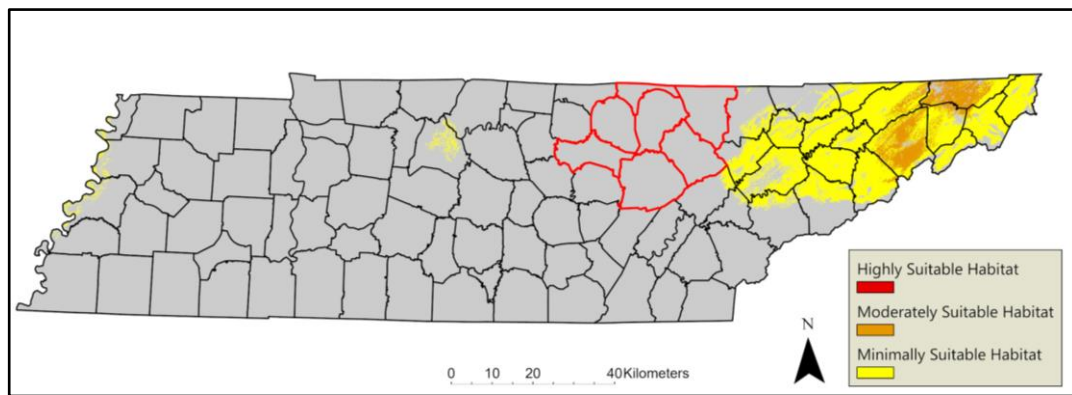 Highly Suitable Habitat
Moderately Suitable Habitat
Minimally Suitable Habitat
N
0 10 20 40 Kilometers